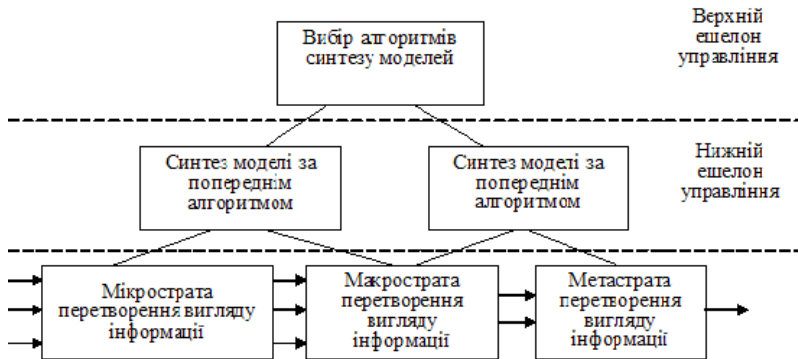 Верхній
ешелон
управління
Вибір алгоритмів
синтезу моделей
Синтез моделі за
попереднім
алгоритмом
Синтез моделі за
попереднім
алгоритмом
Нижній
ешелон
управління
Мікрострата
перетворення вигляду
інформації
Макрострата
перетворення
вигляду
інформації
Метастрата
перетворення
вигляду
інформації